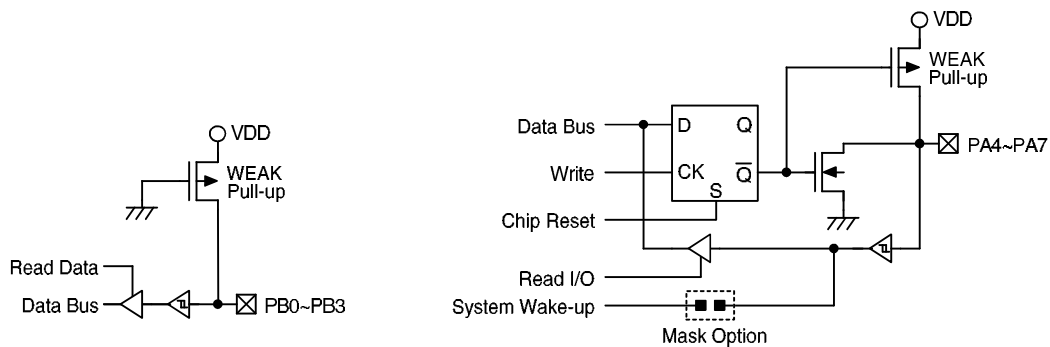 VDD
WEAK
Pull-up
Read Data
Data Bus
PB0~PB3
VDD
WEAK
Pull-up
Data Bus
D
Q
PA4~PA7
Write
CK
Q̅
S
Chip Reset
Read I/O
System Wake-up
Mask Option